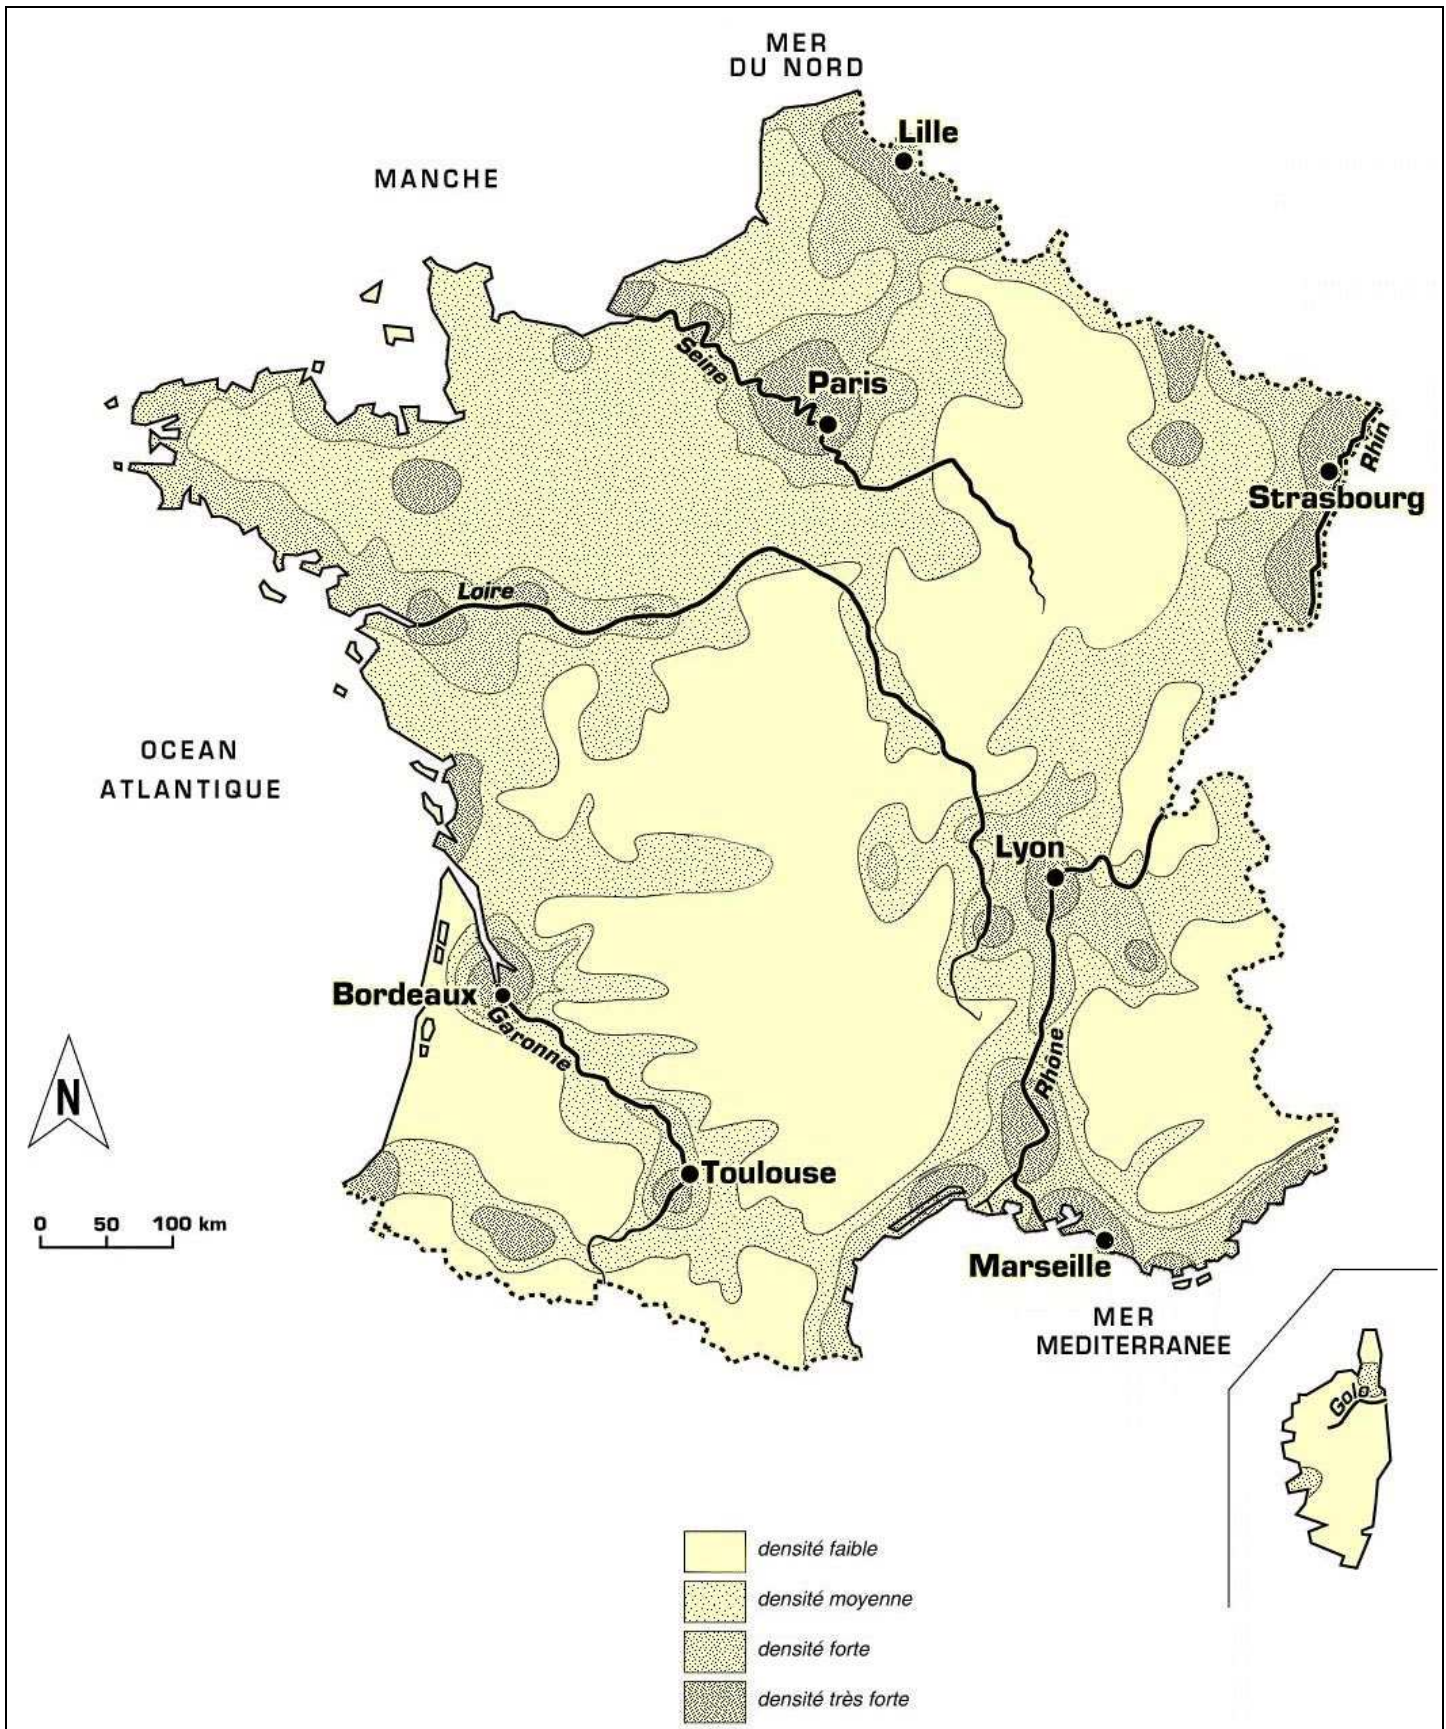 MER
DU NORD
Lille
MANCHE
Seine
Paris
Rhin
Strasbourg
Loire
OCEAN
ATLANTIQUE
Lyon
Bordeaux
Garonne
Rhône
N
Toulouse
0 50 100 km
Marseille
MER
MEDITERRANEE
Golo
densité faible
densité moyenne
densité forte
densité très forte